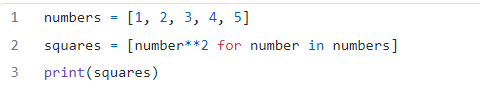 1 numbers = [1, 2, 3, 4, 5]
2 squares = [number**2 for number in numbers]
3 print(squares)